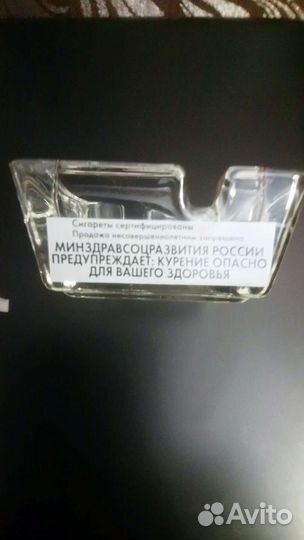 Сигареты сертифицированы
Продажа несовершеннолетним запрещена
МИНЗДРАВСОЦРАЗВИТИЯ РОССИИ
ПРЕДУПРЕЖДАЕТ: КУРЕНИЕ ОПАСНО
ДЛЯ ВАШЕГО ЗДОРОВЬЯ
Avito